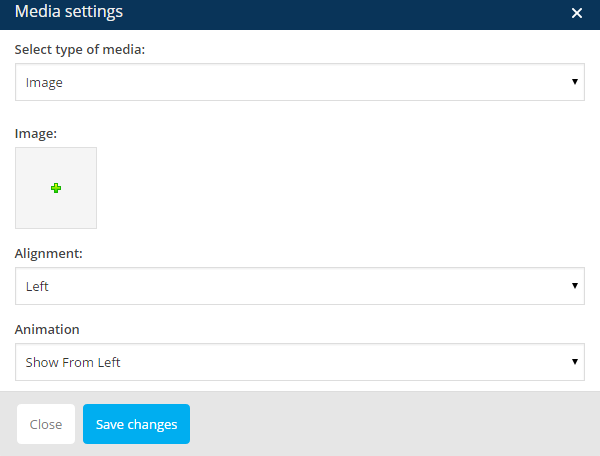 Media settings
Select type of media:
Image
Image:
Alignment:
Left
Animation
Show From Left
Close
Save changes